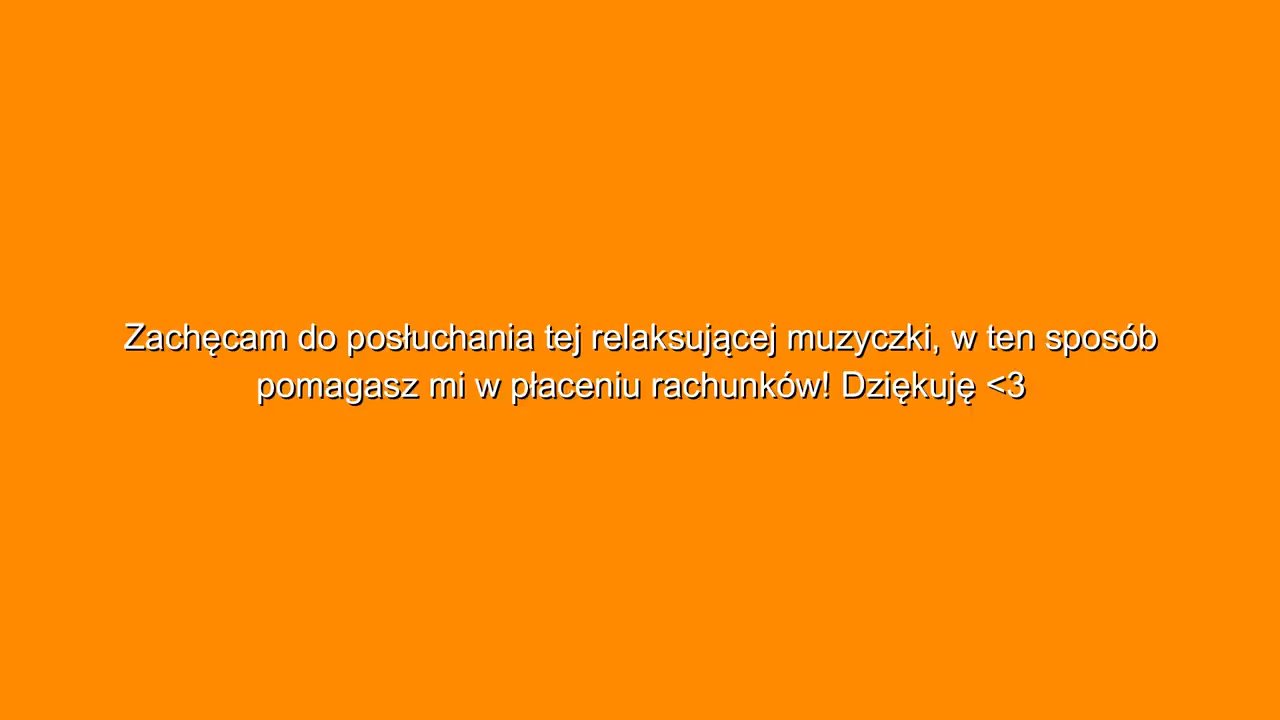 Zachęcam do posłuchania tej relaksującej muzyczki, w ten sposób
pomagasz mi w płaceniu rachunków! Dziękuję <3